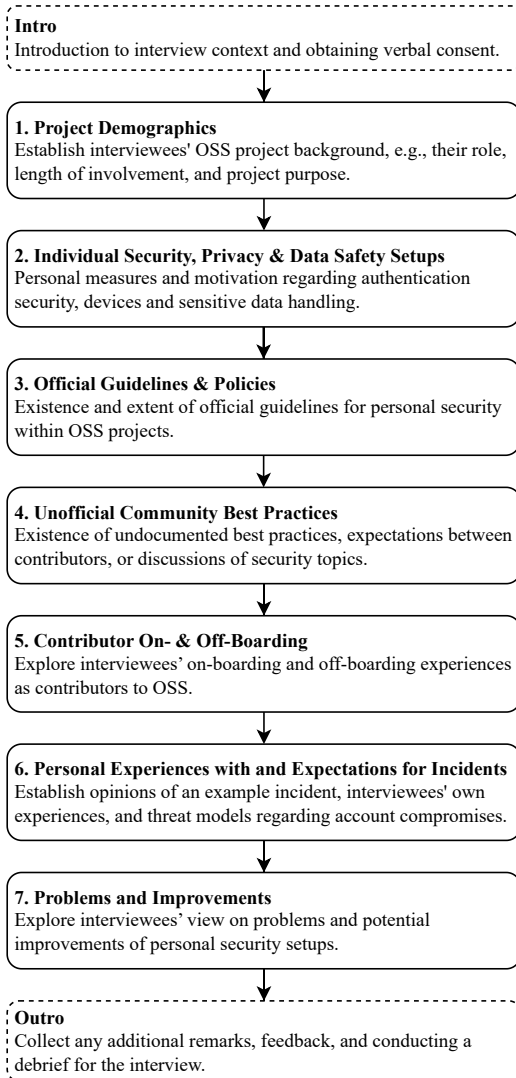 Intro
Introduction to interview context and obtaining verbal consent.
1. Project Demographics
Establish interviewees' OSS project background, e.g., their role,
length of involvement, and project purpose.
2. Individual Security, Privacy & Data Safety Setups
Personal measures and motivation regarding authentication
security, devices and sensitive data handling.
3. Official Guidelines & Policies
Existence and extent of official guidelines for personal security
within OSS projects.
4. Unofficial Community Best Practices
Existence of undocumented best practices, expectations between
contributors, or discussions of security topics.
5. Contributor On- & Off-Boarding
Explore interviewees’ on-boarding and off-boarding experiences
as contributors to OSS.
6. Personal Experiences with and Expectations for Incidents
Establish opinions of an example incident, interviewees' own
experiences, and threat models regarding account compromises.
7. Problems and Improvements
Explore interviewees’ view on problems and potential
improvements of personal security setups.
Outro
Collect any additional remarks, feedback, and conducting a
debrief for the interview.